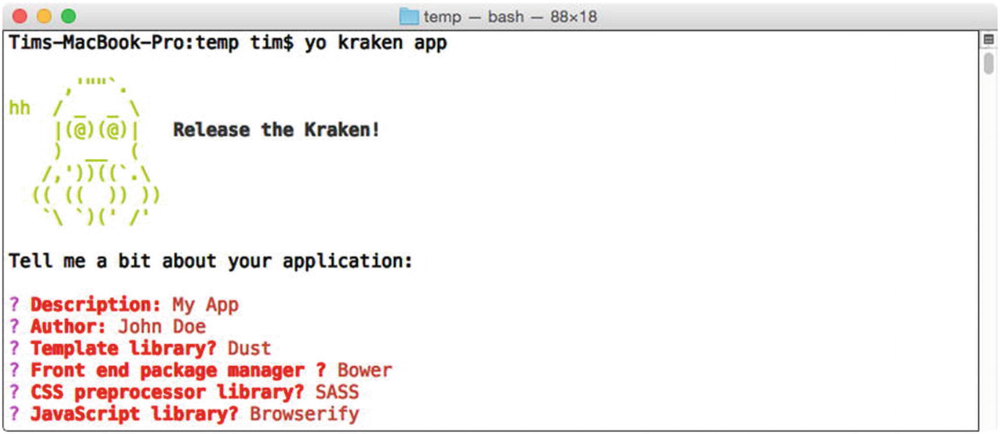 temp — bash — 88×18
Tims-MacBook-Pro:temp tim$ yo kraken app
       ,'""`.
hh  / _  _ \
    |(@)(@)|   Release the Kraken!
    )  __  (
   /,'))((`.\
  (( ((  )) ))
   `\ `)(' /'
Tell me a bit about your application:
? Description: My App
? Author: John Doe
? Template library? Dust
? Front end package manager ? Bower
? CSS preprocessor library? SASS
? JavaScript library? Browserify